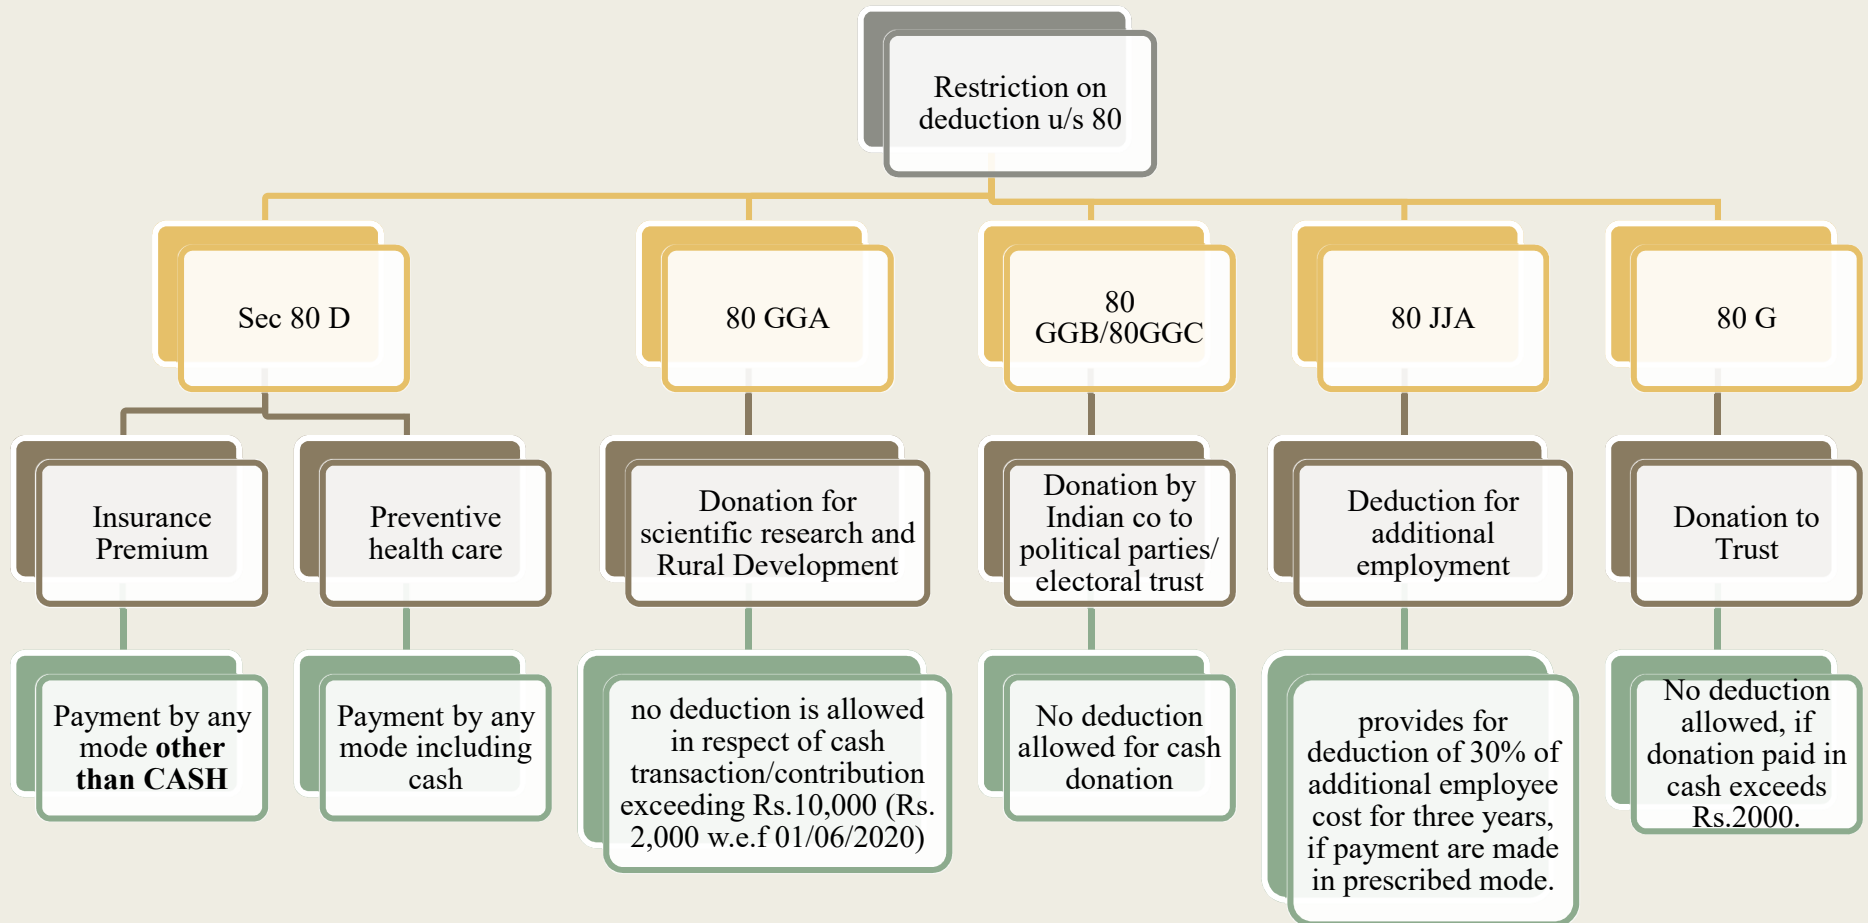 Restriction on
deduction u/s 80
Sec 80 D
80 GGA
80
GGB/80GGC
80 JJA
80 G
Insurance
Premium
Preventive
health care
Donation for
scientific research and
Rural Development
Donation by
Indian co to
political parties/
electoral trust
Deduction for
additional
employment
Donation to
Trust
Payment by any
mode other
than CASH
Payment by any
mode including
cash
no deduction is allowed
in respect of cash
transaction/contribution
exceeding Rs.10,000 (Rs.
2,000 w.e.f 01/06/2020)
No deduction
allowed for cash
donation
provides for
deduction of 30% of
additional employee
cost for three years,
if payment are made
in prescribed mode.
No deduction
allowed, if
donation paid in
cash exceeds
Rs.2000.